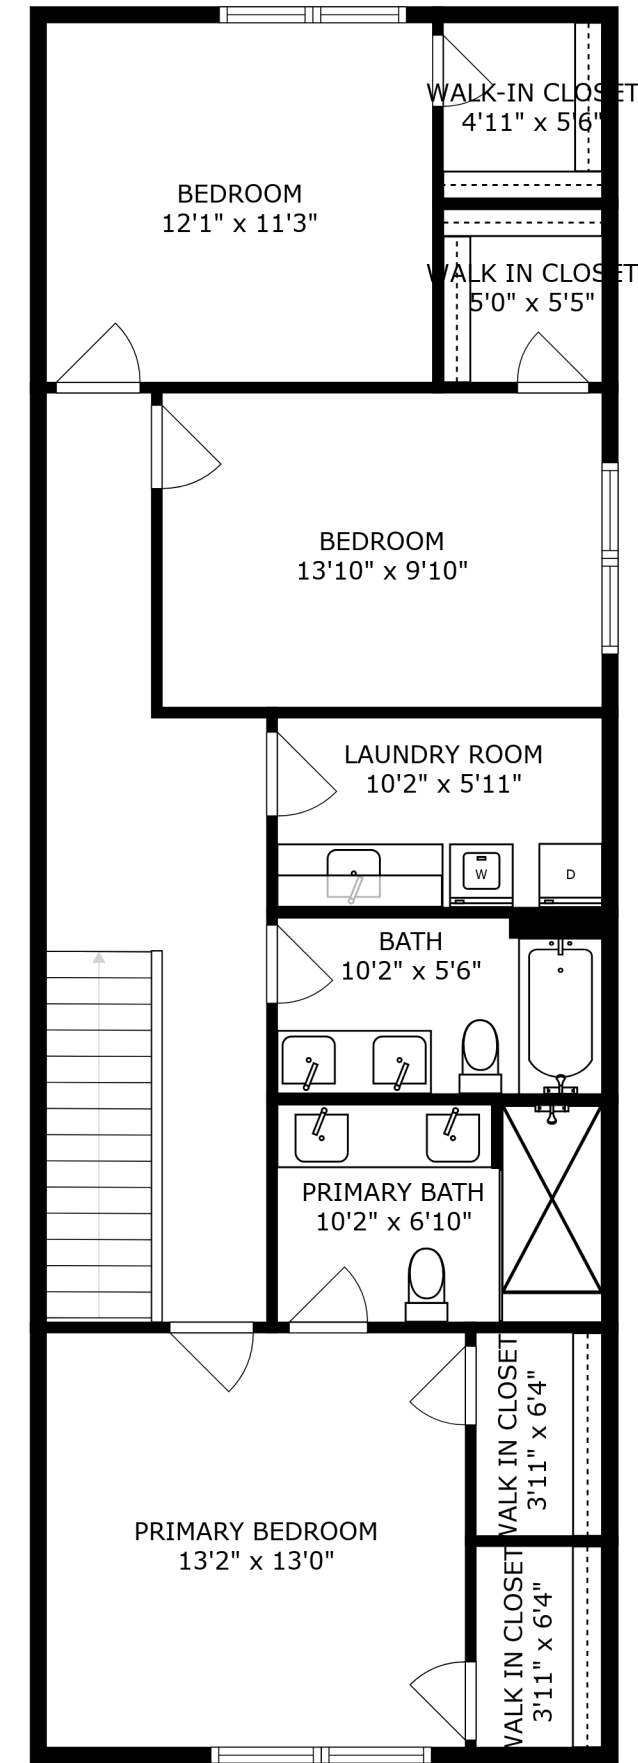 WALK-IN CLOSET
4'11" x 5'6"
BEDROOM
12'1" x 11'3"
WALK IN CLOSET
5'0" x 5'5"
BEDROOM
13'10" x 9'10"
LAUNDRY ROOM
10'2" x 5'11"
W
D
BATH
10'2" x 5'6"
PRIMARY BATH
10'2" x 6'10"
WALK IN CLOSET
3'11" x 6'4"
PRIMARY BEDROOM
13'2" x 13'0"
WALK IN CLOSET
3'11" x 6'4"